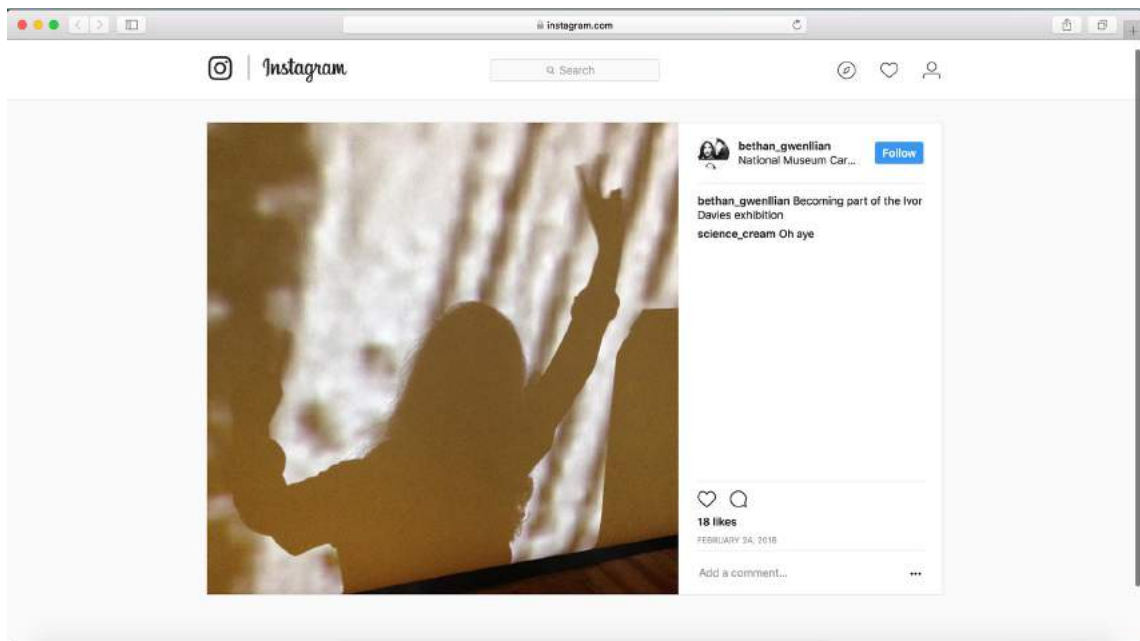 instagram.com
Instagram
Search
bethan_gwenllian
National Museum Car...
Follow
bethan_gwenllian Becoming part of the Ivor
Davies exhibition
science_cream Oh aye
18 likes
FEBRUARY 24, 2016
Add a comment...